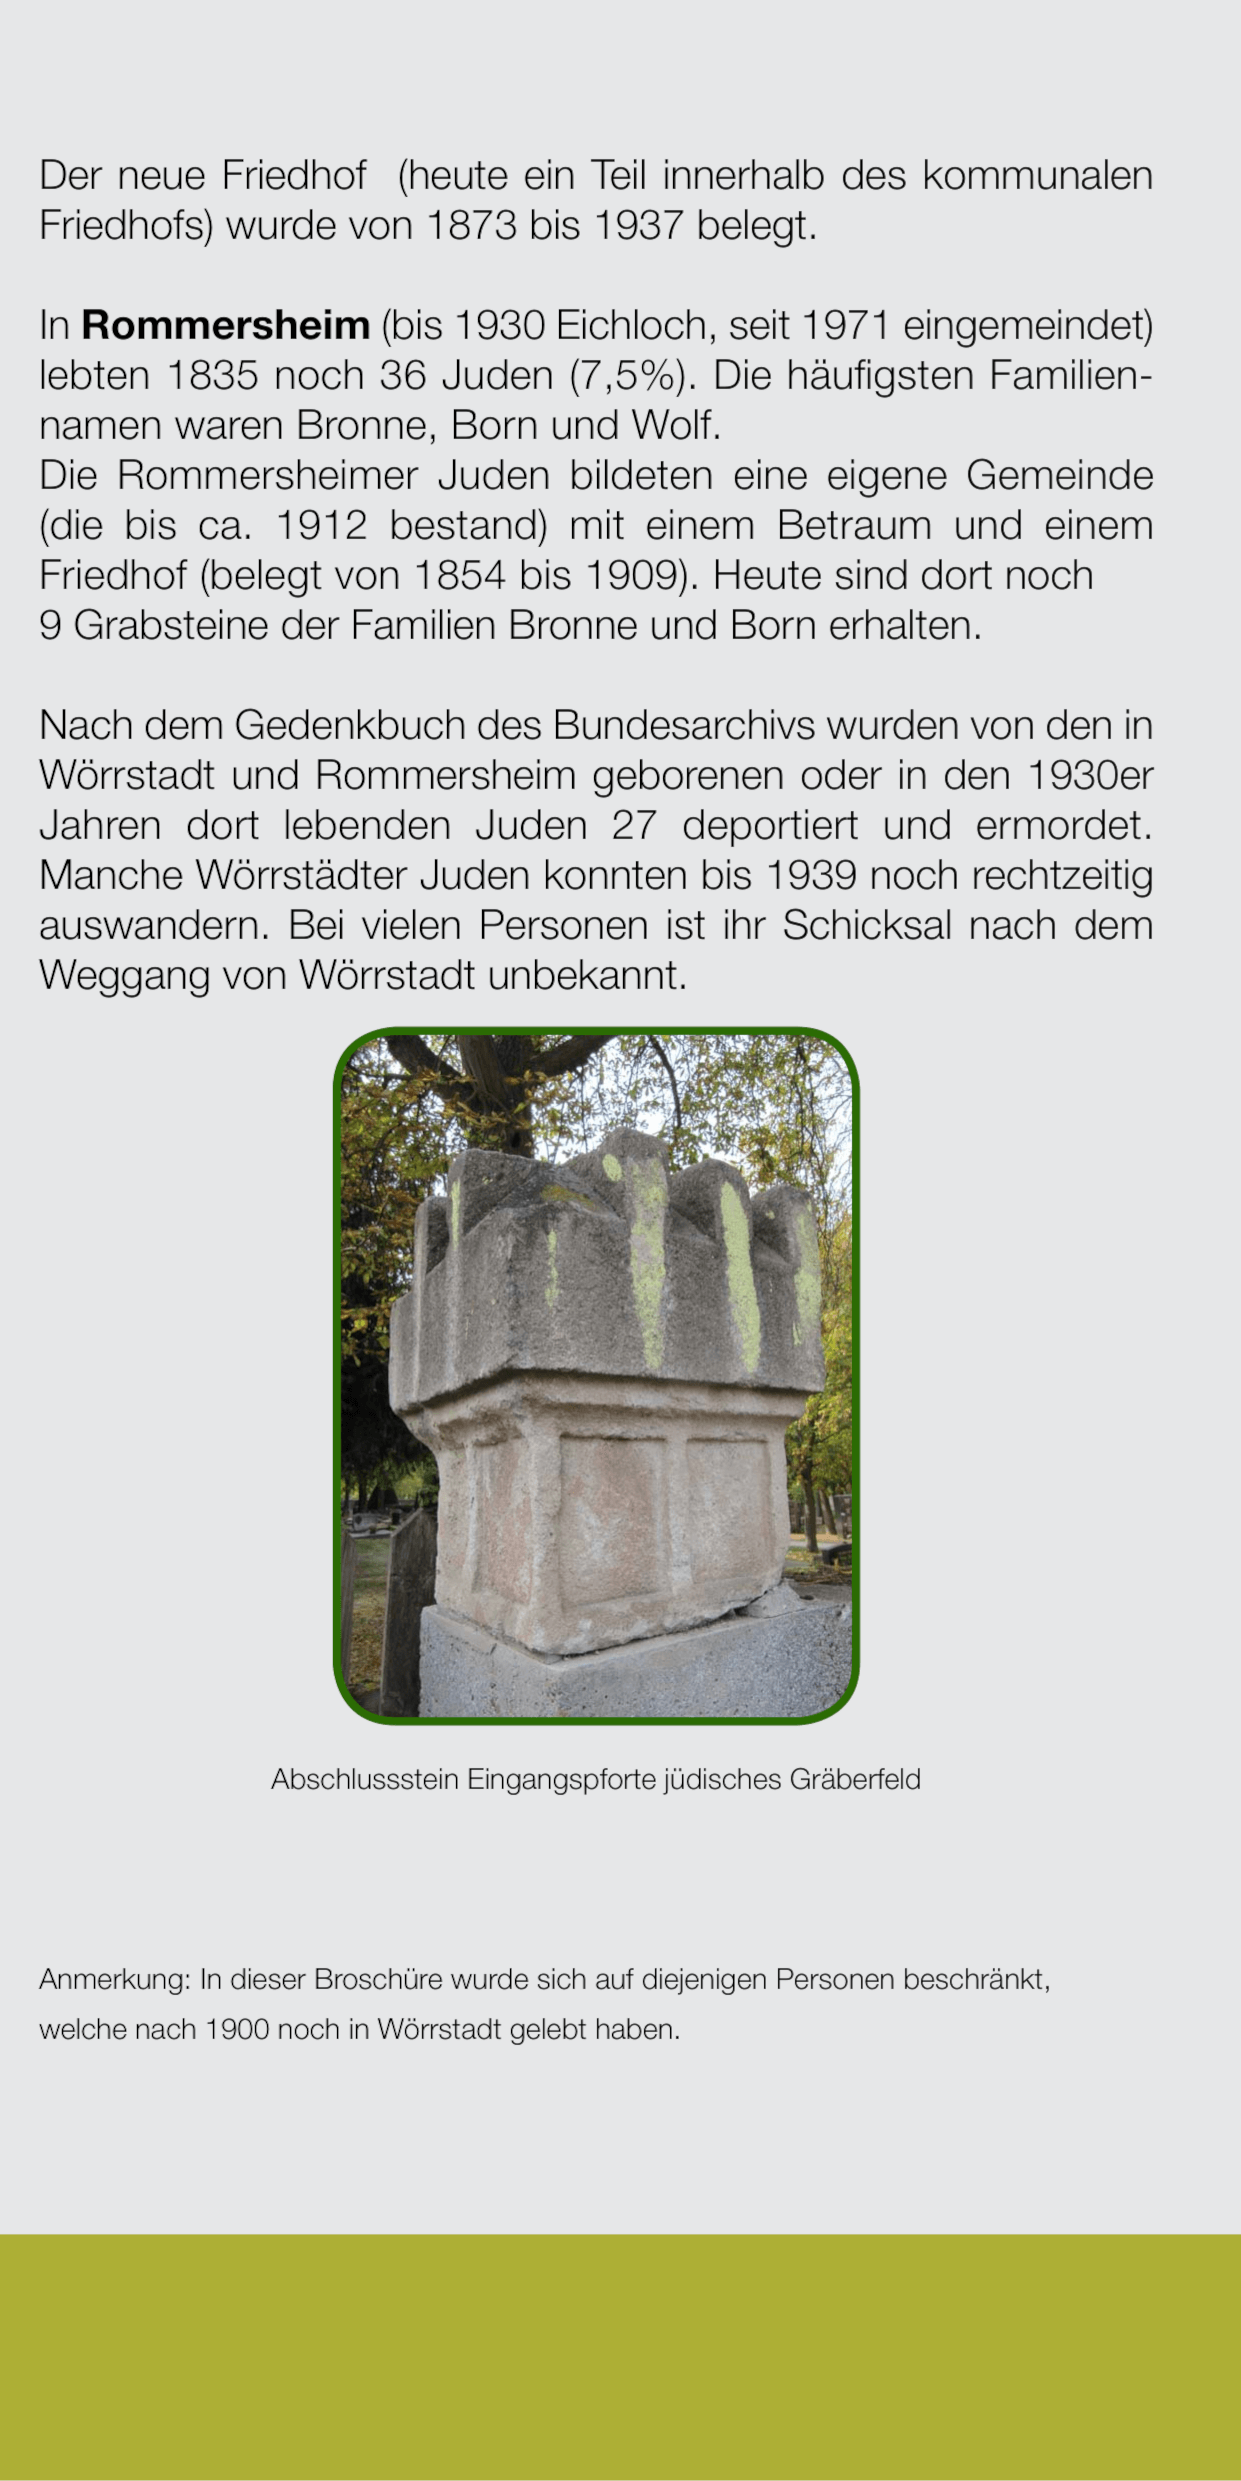 Der neue Friedhof  (heute ein Teil innerhalb des kommunalen
Friedhofs) wurde von 1873 bis 1937 belegt.
In Rommersheim (bis 1930 Eichloch, seit 1971 eingemeindet)
lebten 1835 noch 36 Juden (7,5%). Die häufigsten Familien-
namen waren Bronne, Born und Wolf.
Die Rommersheimer Juden bildeten eine eigene Gemeinde
(die bis ca. 1912 bestand) mit einem Betraum und einem
Friedhof (belegt von 1854 bis 1909). Heute sind dort noch
9 Grabsteine der Familien Bronne und Born erhalten.
Nach dem Gedenkbuch des Bundesarchivs wurden von den in
Wörrstadt und Rommersheim geborenen oder in den 1930er
Jahren dort lebenden Juden 27 deportiert und ermordet.
Manche Wörrstädter Juden konnten bis 1939 noch rechtzeitig
auswandern. Bei vielen Personen ist ihr Schicksal nach dem
Weggang von Wörrstadt unbekannt.
Abschlussstein Eingangspforte jüdisches Gräberfeld
Anmerkung: In dieser Broschüre wurde sich auf diejenigen Personen beschränkt,
welche nach 1900 noch in Wörrstadt gelebt haben.